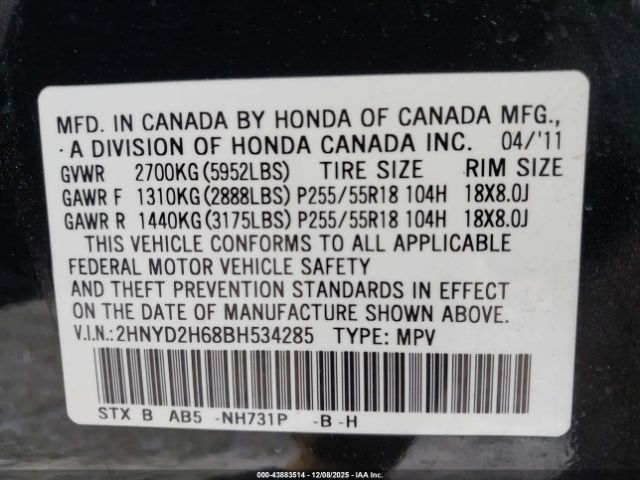 MFD. IN CANADA BY HONDA OF CANADA MFG.,
A DIVISION OF HONDA CANADA INC. 04/'11
GVWR 2700KG(5952LBS) TIRE SIZE RIM SIZE
GAWR F 1310KG(2888LBS) P255/55R18 104H 18X8.0J
GAWR R 1440KG(3175LBS) P255/55R18 104H 18X8.0J
THIS VEHICLE CONFORMS TO ALL APPLICABLE
FEDERAL MOTOR VEHICLE SAFETY
AND THEFT PREVENTION STANDARDS IN EFFECT
ON THE DATE OF MANUFACTURE SHOWN ABOVE.
V.I.N.:2HNYD2H68BH534285 TYPE: MPV
STX B AB5 -NH731P -B -H
000-43883514 - 12/08/2025 - IAA Inc.